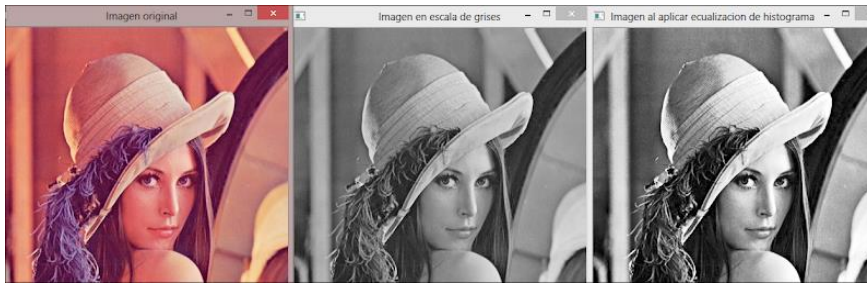 Imagen original
Imagen en escala de grises
Imagen al aplicar ecualizacion de histograma